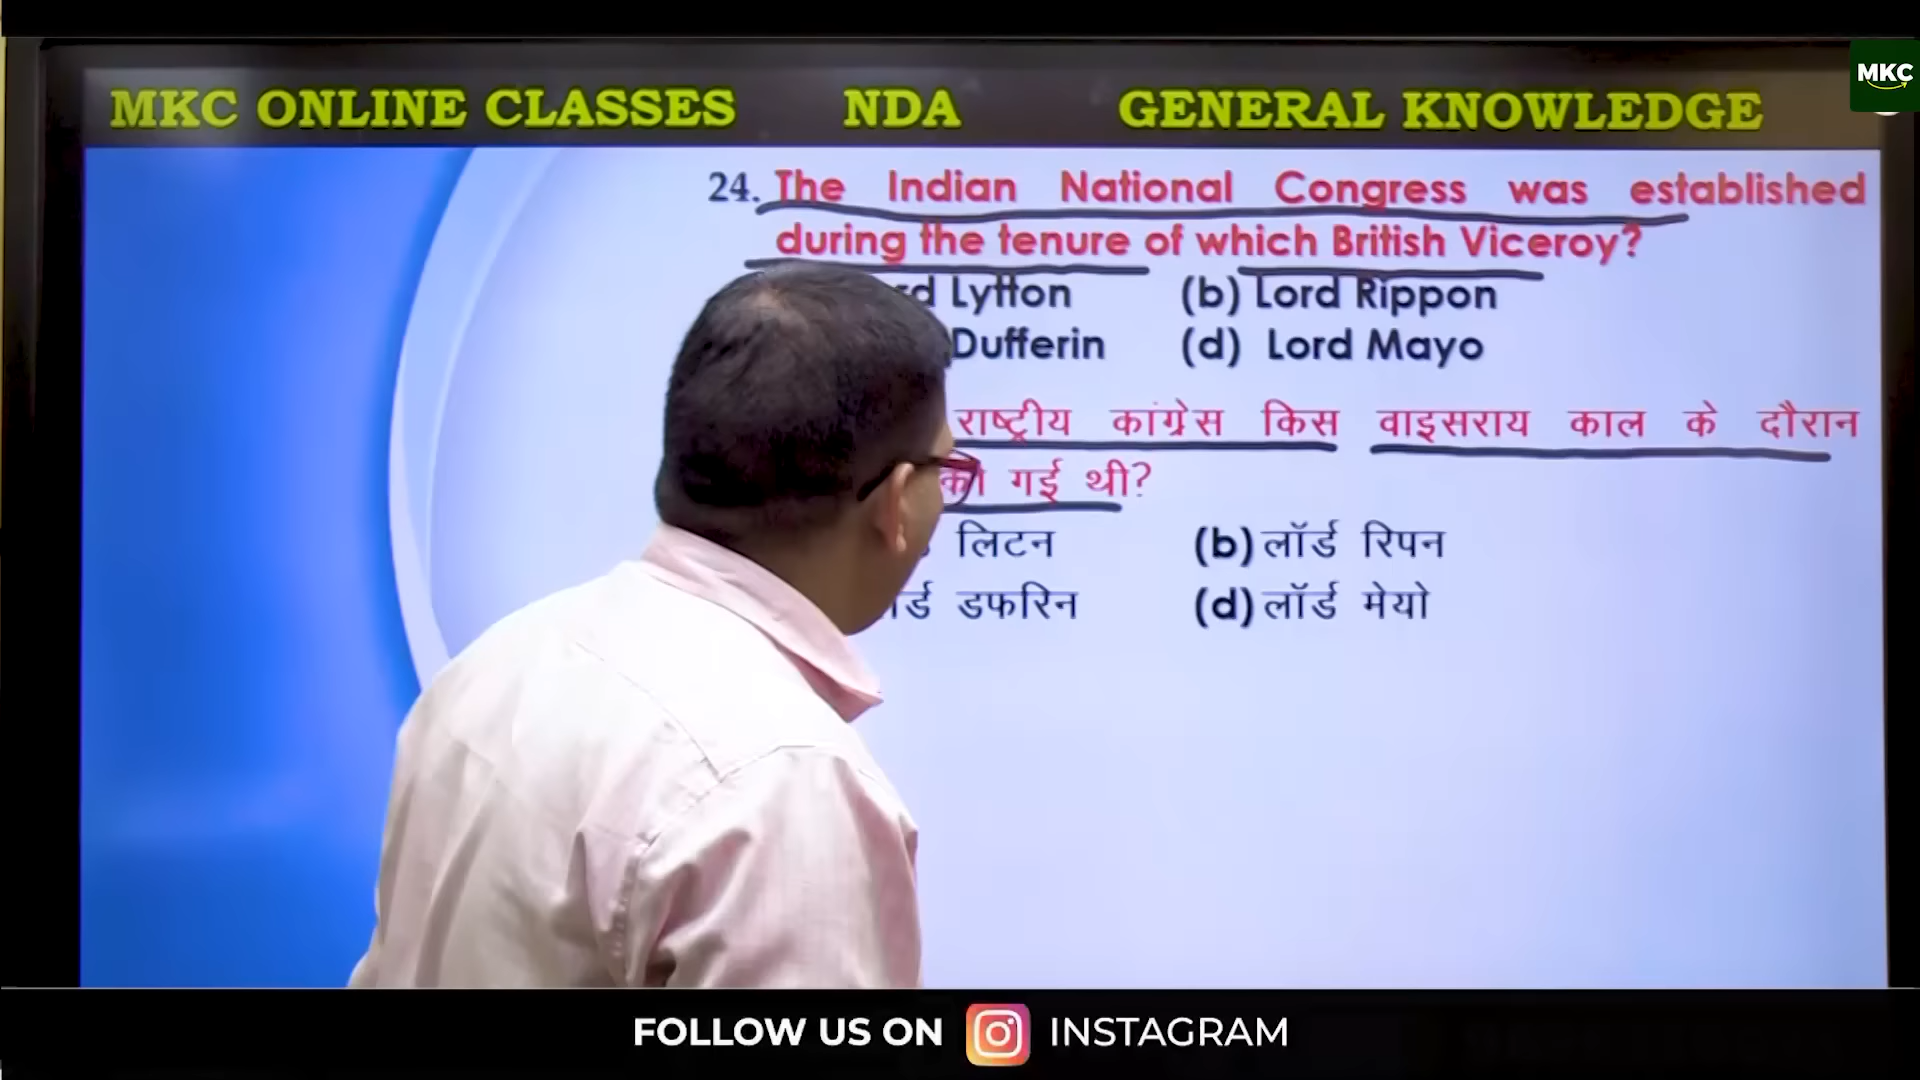 MKC ONLINE CLASSES NDA GENERAL KNOWLEDGE
MKC
24. The Indian National Congress was established
during the tenure of which British Viceroy?
Lytton (b) Lord Rippon
Dufferin (d) Lord Mayo
राष्ट्रीय कांग्रेस किस वाइसराय काल के दौरान
की गई थी?
लिटन (b) लॉर्ड रिपन
डफरिन (d) लॉर्ड मेयो
FOLLOW US ON INSTAGRAM